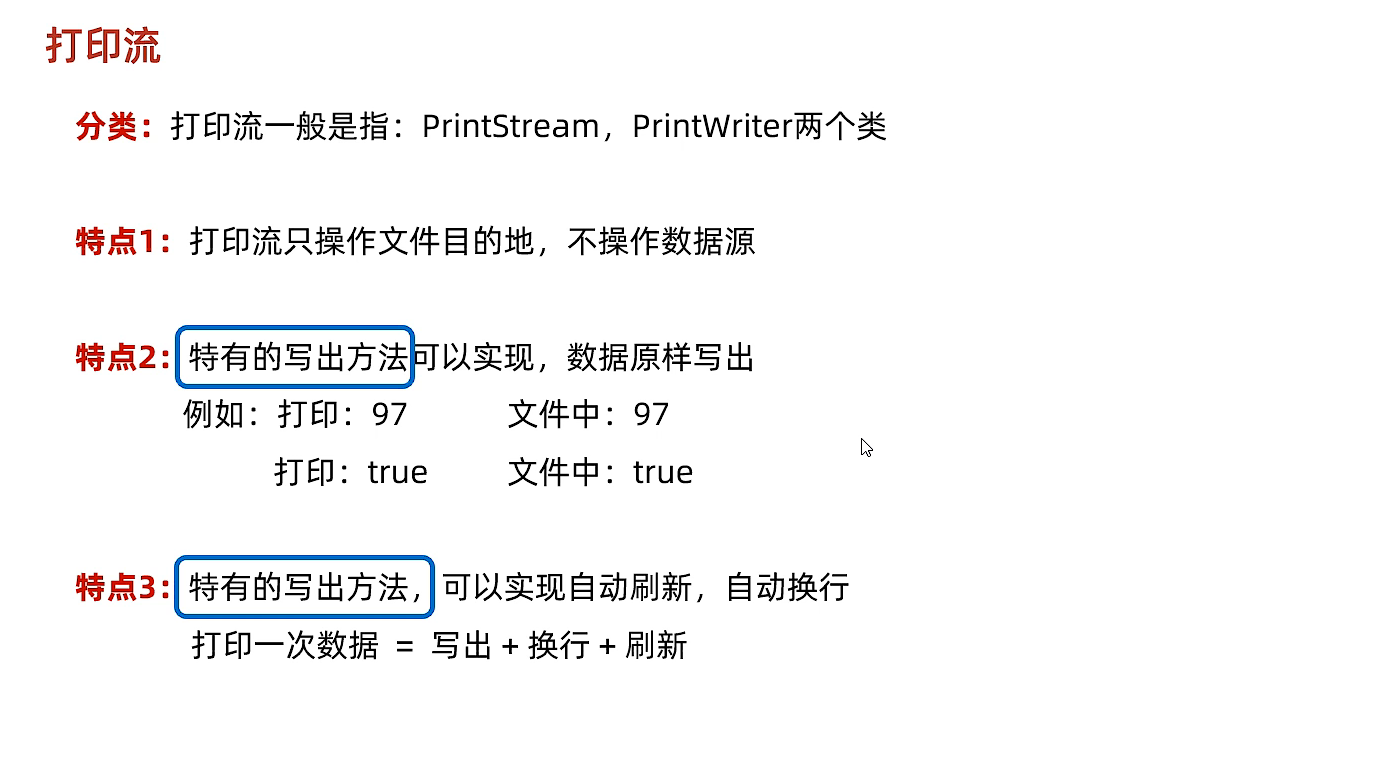 打印流
分类：打印流一般是指：PrintStream，PrintWriter两个类
特点1：打印流只操作文件目的地，不操作数据源
特点2：特有的写出方法可以实现，数据原样写出
例如：打印：97 文件中：97
打印：true 文件中：true
特点3：特有的写出方法，可以实现自动刷新，自动换行
打印一次数据 = 写出 + 换行 + 刷新